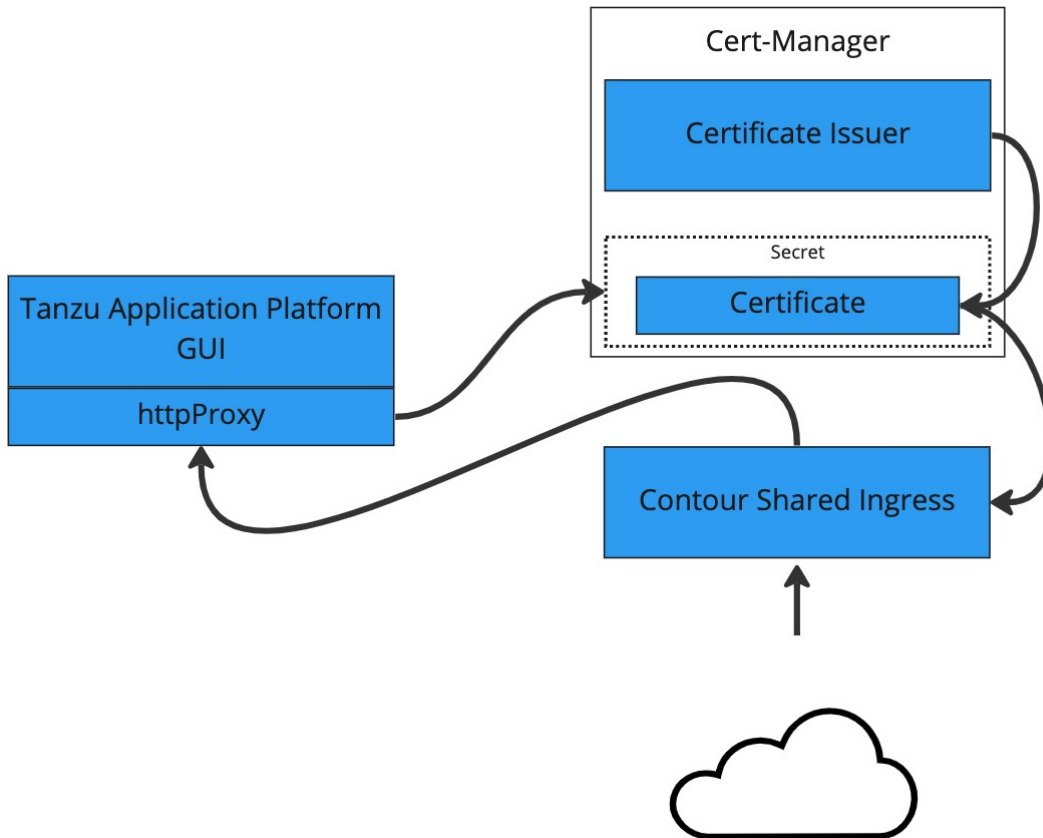 Cert-Manager
Certificate Issuer
Secret
Certificate
Tanzu Application Platform
GUI
httpProxy
Contour Shared Ingress